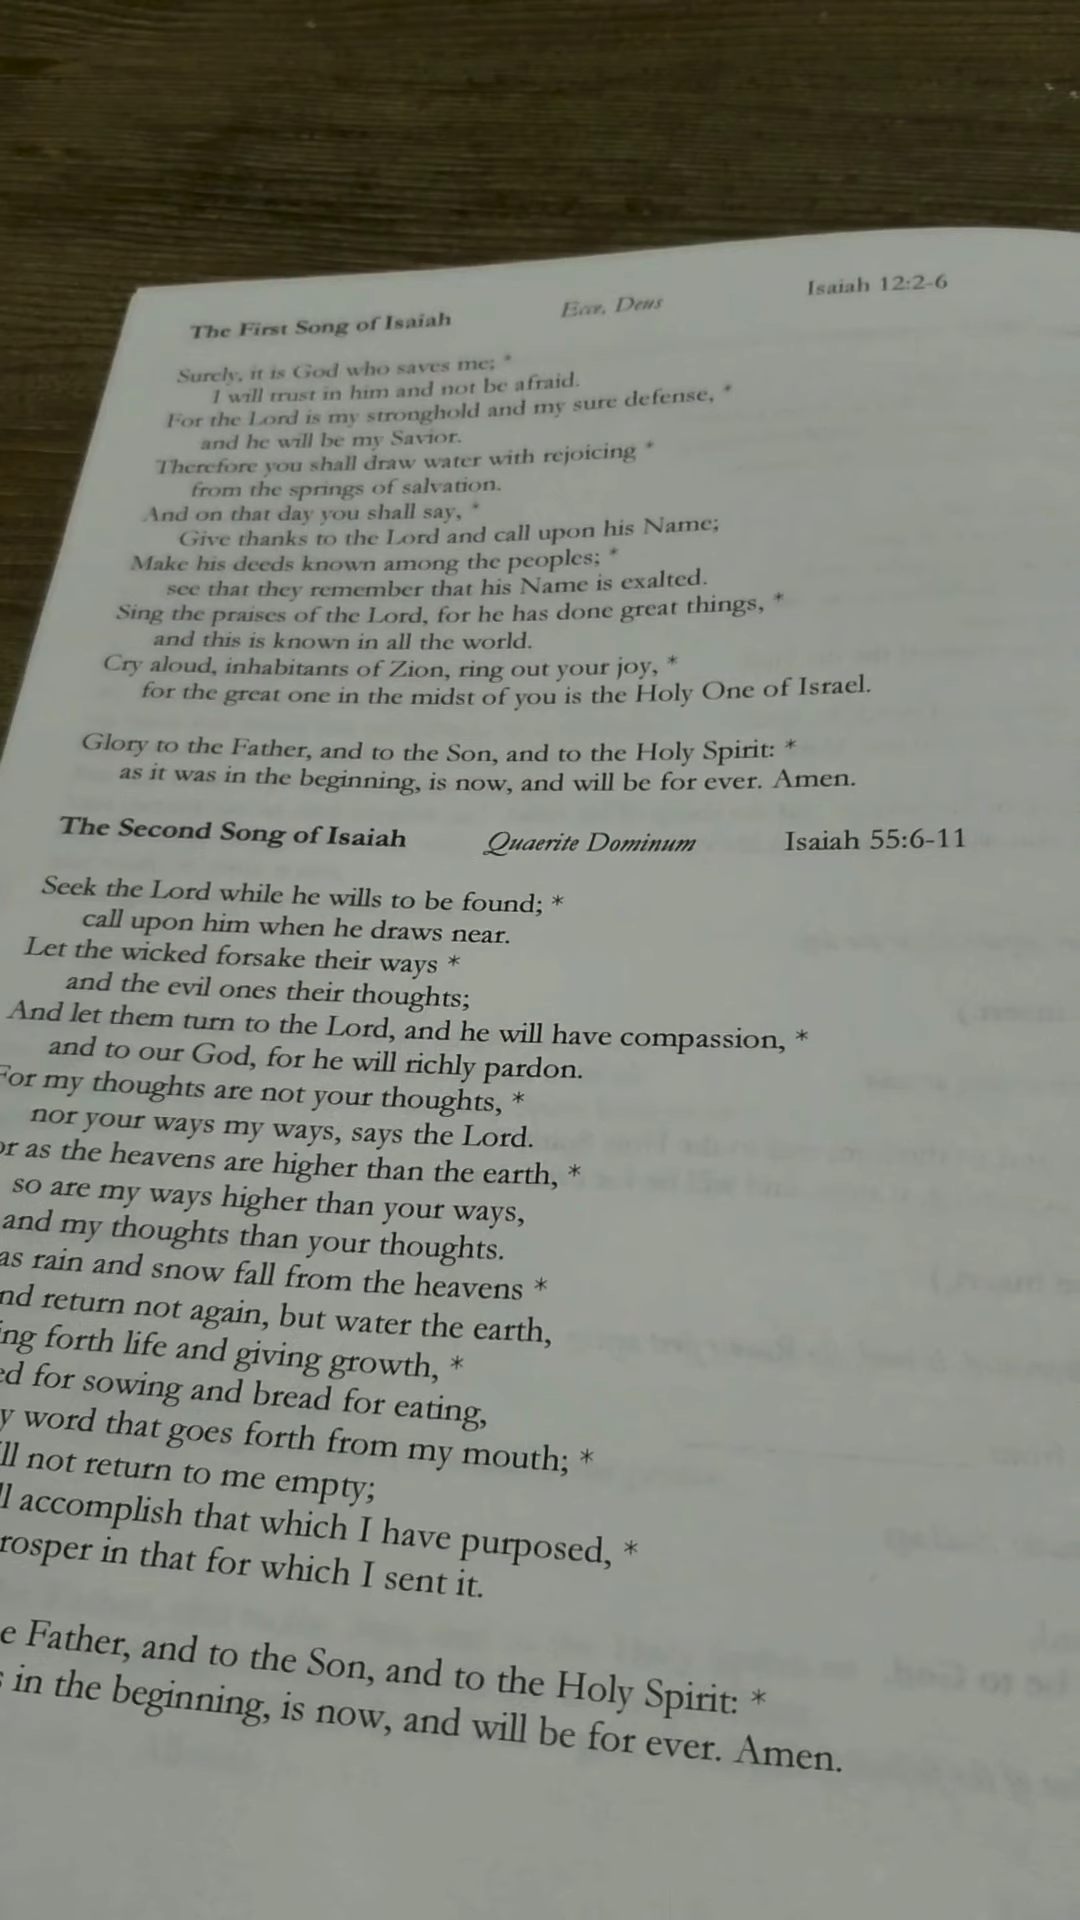 The First Song of Isaiah Ecce, Deus Isaiah 12:2-6
Surely, it is God who saves me; *
I will trust in him and not be afraid.
For the Lord is my stronghold and my sure defense, *
and he will be my Savior.
Therefore you shall draw water with rejoicing *
from the springs of salvation.
And on that day you shall say, *
Give thanks to the Lord and call upon his Name;
Make his deeds known among the peoples; *
see that they remember that his Name is exalted.
Sing the praises of the Lord, for he has done great things, *
and this is known in all the world.
Cry aloud, inhabitants of Zion, ring out your joy, *
for the great one in the midst of you is the Holy One of Israel.
Glory to the Father, and to the Son, and to the Holy Spirit: *
as it was in the beginning, is now, and will be for ever. Amen.
The Second Song of Isaiah Quaerite Dominum Isaiah 55:6-11
Seek the Lord while he wills to be found; *
call upon him when he draws near.
Let the wicked forsake their ways *
and the evil ones their thoughts;
And let them turn to the Lord, and he will have compassion, *
and to our God, for he will richly pardon.
For my thoughts are not your thoughts, *
nor your ways my ways, says the Lord.
as the heavens are higher than the earth, *
so are my ways higher than your ways,
and my thoughts than your thoughts.
as rain and snow fall from the heavens *
return not again, but water the earth,
forth life and giving growth, *
for sowing and bread for eating,
word that goes forth from my mouth; *
not return to me empty;
accomplish that which I have purposed, *
in that for which I sent it.
Father, and to the Son, and to the Holy Spirit: *
in the beginning, is now, and will be for ever. Amen.